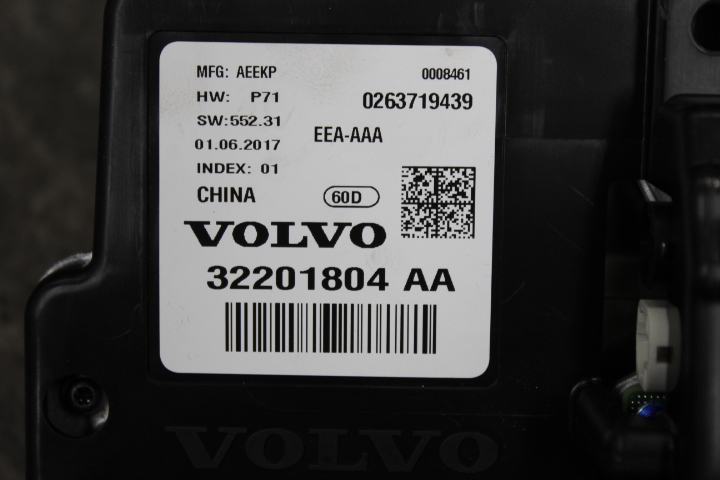 MFG: AEEKP 0008461
HW: P71 0263719439
SW:552.31 EEA-AAA
01.06.2017
INDEX: 01
CHINA 60D
VOLVO
32201804 AA
VOLVO